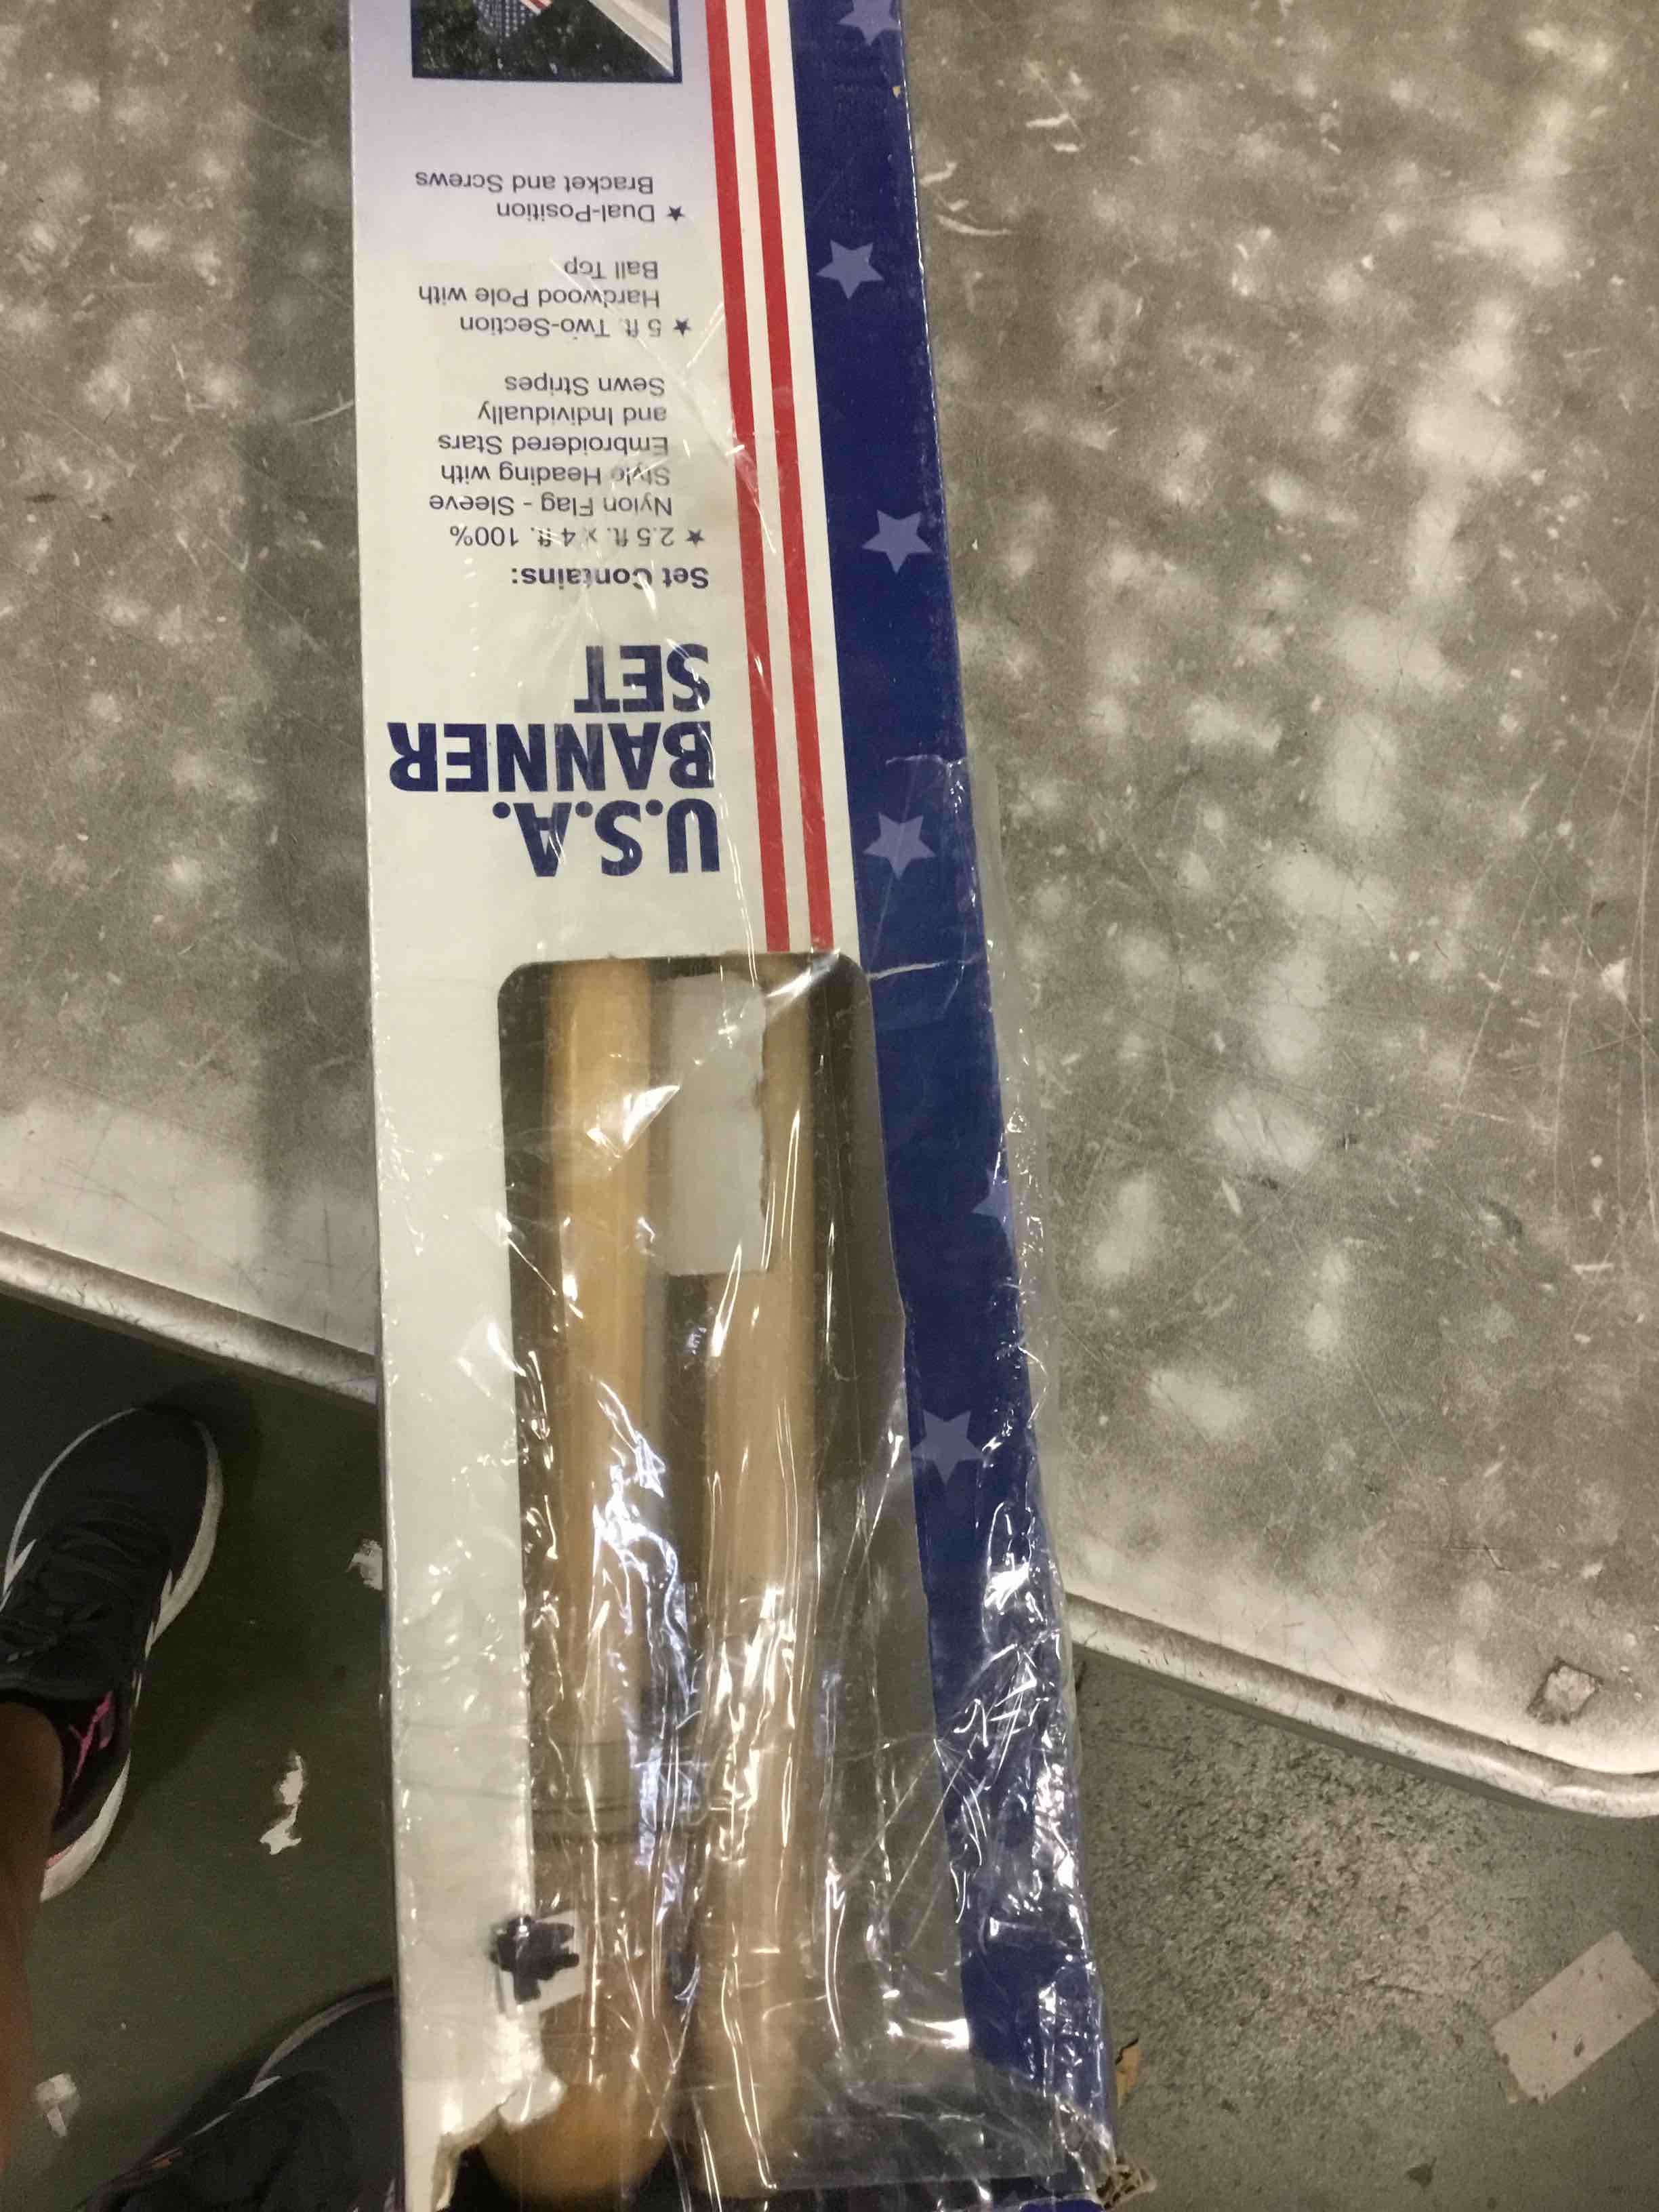 U.S.A.
BANNER
SET
Set Contains:
★ 2.5 ft. x 4 ft. 100%
Nylon Flag - Sleeve
Style Heading with
Embroidered Stars
and Individually
Sewn Stripes
★ 5 ft. Two-Section
Hardwood Pole with
Ball Top
★ Dual-Position
Bracket and Screws